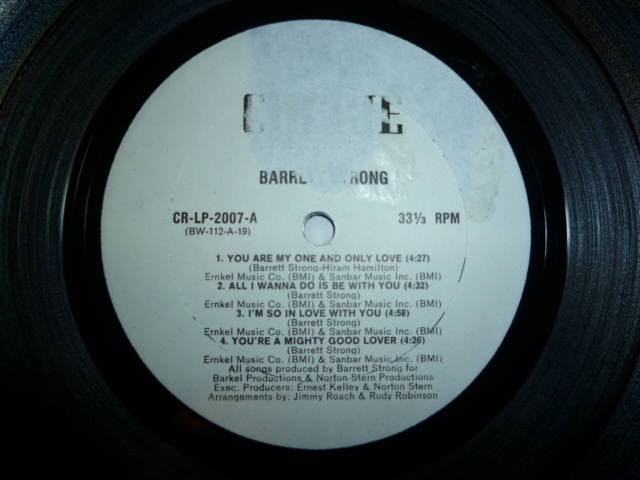 BARRE TRONG
CR-LP-2007-A 33⅓ RPM
(BW-112-A-19)
1. YOU ARE MY ONE AND ONLY LOVE (4:27)
(Barrett Strong-Hiram Hamilton)
Ernkel Music Co. (BMI) & Sanbar Music Inc. (BMI)
2. ALL I WANNA DO IS BE WITH YOU (4:32)
(Barrett Strong)
Ernkel Music Co. (BMI) & Sanbar Music Inc. (BMI)
3. I'M SO IN LOVE WITH YOU (4:58)
(Barrett Strong)
Ernkel Music Co. (BMI) & Sanbar Music Inc. (BMI)
4. YOU'RE A MIGHTY GOOD LOVER (4:26)
(Barrett Strong)
Ernkel Music Co. (BMI) & Sanbar Music Inc. (BMI)
All songs produced by Barrett Strong for
Barkel Productions & Norton Stern Productions
Exec. Producers: Ernest Kelley & Norton Stern
Arrangements by: Jimmy Roach & Rudy Robinson